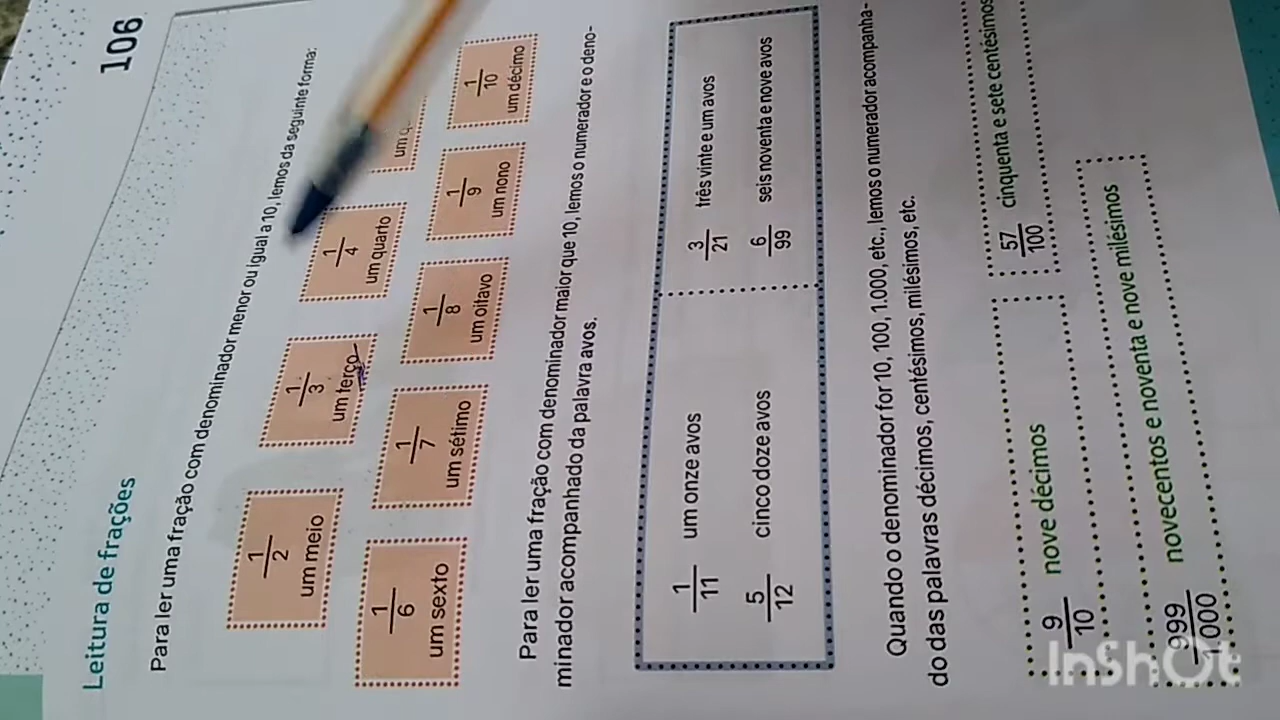 106
Leitura de frações
Para ler uma fração com denominador menor ou igual a 10, lemos da seguinte forma:
1/2 um meio
1/3 um terço
1/4 um quarto
um
1/6 um sexto
1/7 um sétimo
1/8 um oitavo
1/9 um nono
1/10 um décimo
Para ler uma fração com denominador maior que 10, lemos o numerador e o deno-
minador acompanhado da palavra avos.
1/11 um onze avos
3/21 três vinte e um avos
5/12 cinco doze avos
6/99 seis noventa e nove avos
Quando o denominador for 10, 100, 1.000, etc., lemos o numerador acompanha-
do das palavras décimos, centésimos, milésimos, etc.
9/10 nove décimos
57/100 cinquenta e sete centésimos
999/1000 novecentos e noventa e nove milésimos
InShOt